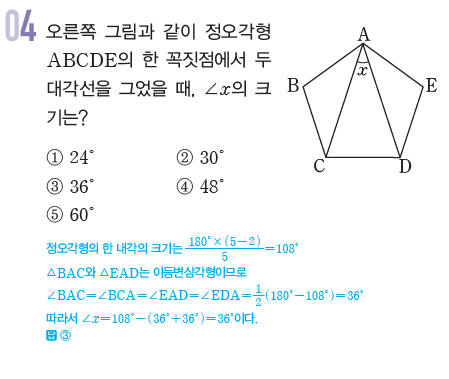 04 오른쪽 그림과 같이 정오각형
ABCDE의 한 꼭짓점에서 두
대각선을 그었을 때, ∠x의 크
기는?
A
x
B
E
C
D
① 24° ② 30°
③ 36° ④ 48°
⑤ 60°
정오각형의 한 내각의 크기는 180°×(5−2)/5=108°
△BAC와 △EAD는 이등변삼각형이므로
∠BAC=∠BCA=∠EAD=∠EDA=1/2(180°−108°)=36°
따라서 ∠x=108°−(36°+36°)=36°이다.
답 ③